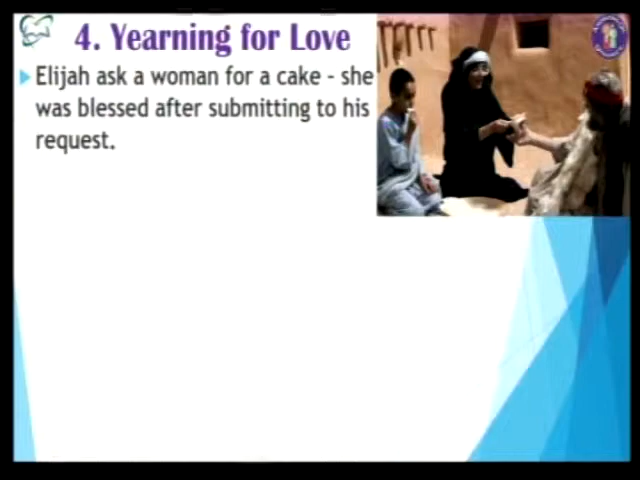 4. Yearning for Love
Elijah ask a woman for a cake - she
was blessed after submitting to his
request.